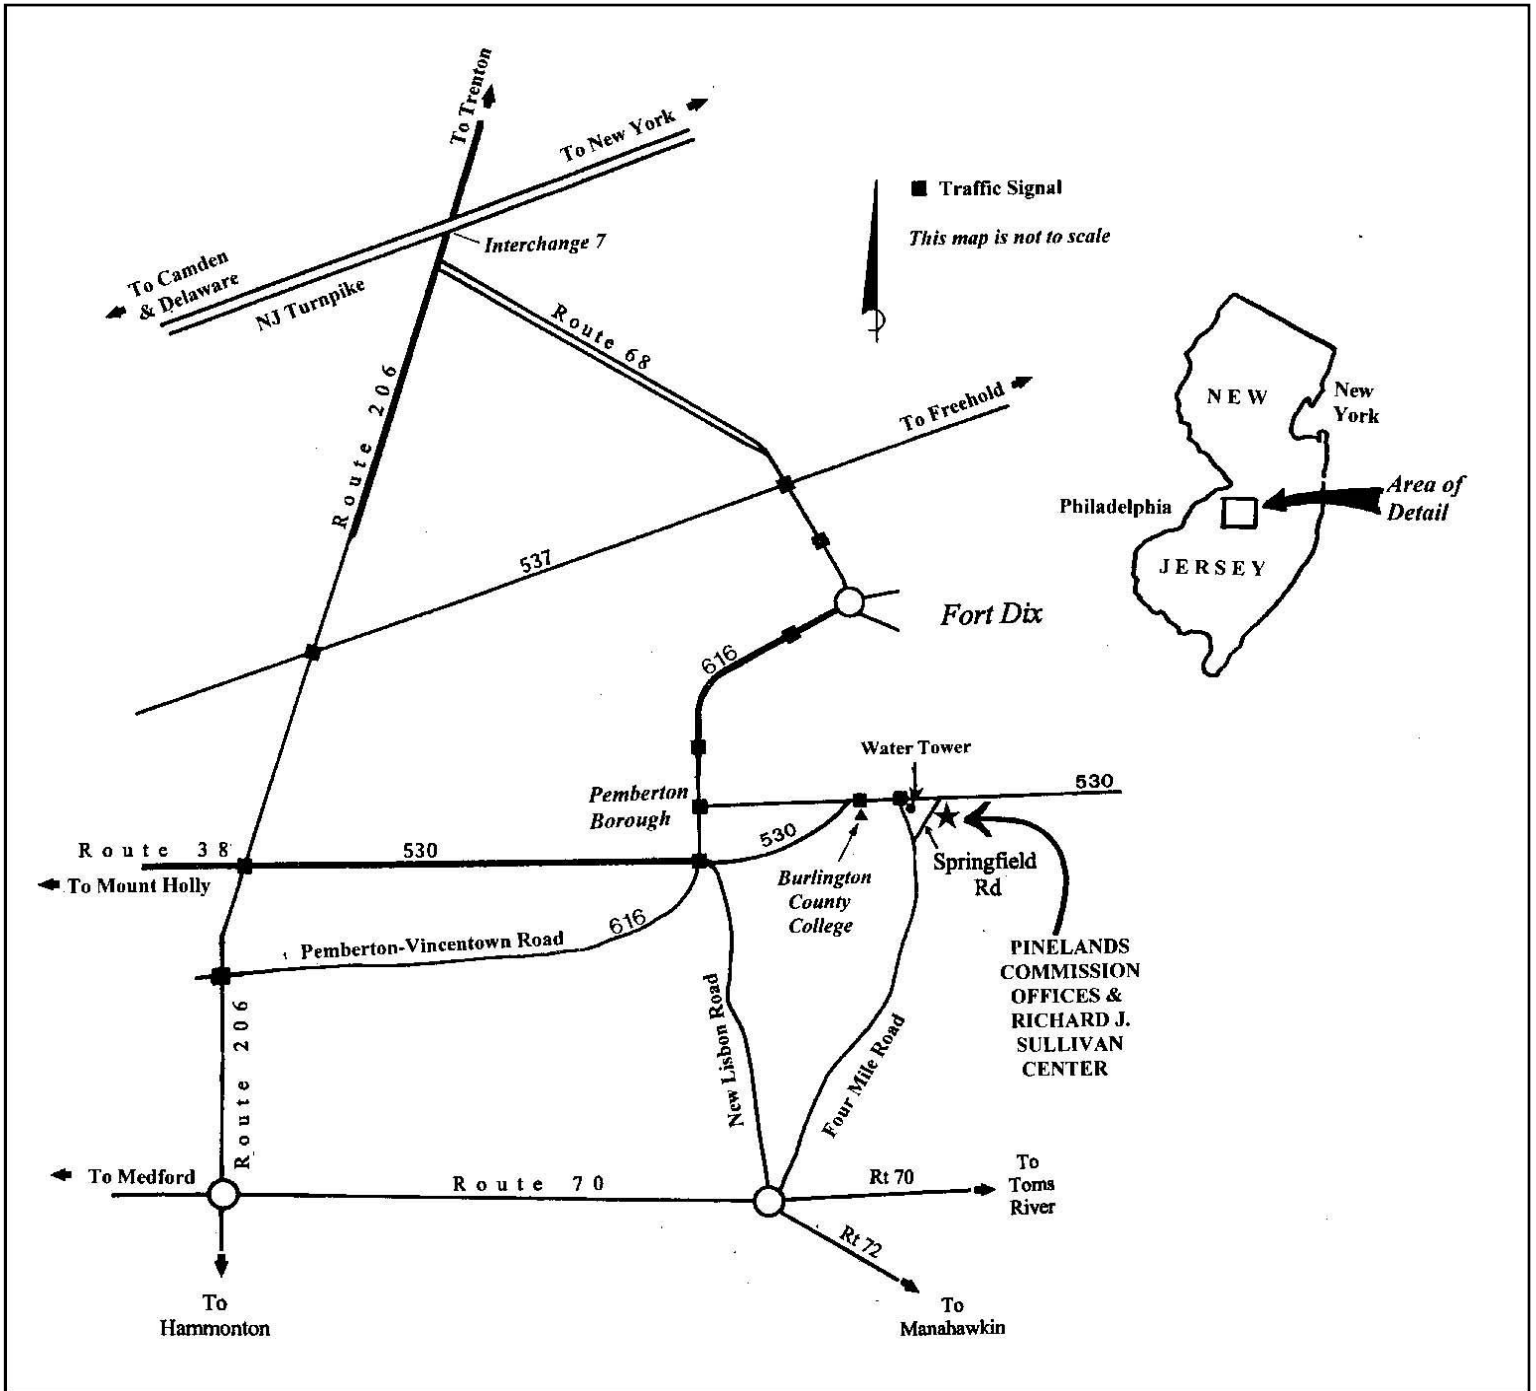 To Trenton
To New York
Traffic Signal
This map is not to scale
Interchange 7
To Camden
& Delaware
NJ Turnpike
Route 68
Route 206
To Freehold
NEW
New
York
Area of
Detail
Philadelphia
JERSEY
537
Fort Dix
616
Water Tower
530
Pemberton
Borough
530
Route 38
530
To Mount Holly
Springfield
Rd
Burlington
County
College
616
Pemberton-Vincentown Road
PINELANDS
COMMISSION
OFFICES &
RICHARD J.
SULLIVAN
CENTER
New Lisbon Road
Four Mile Road
Route 206
To Medford
Route 70
Rt 70
To
Toms
River
Rt 72
To
Hammonton
To
Manahawkin